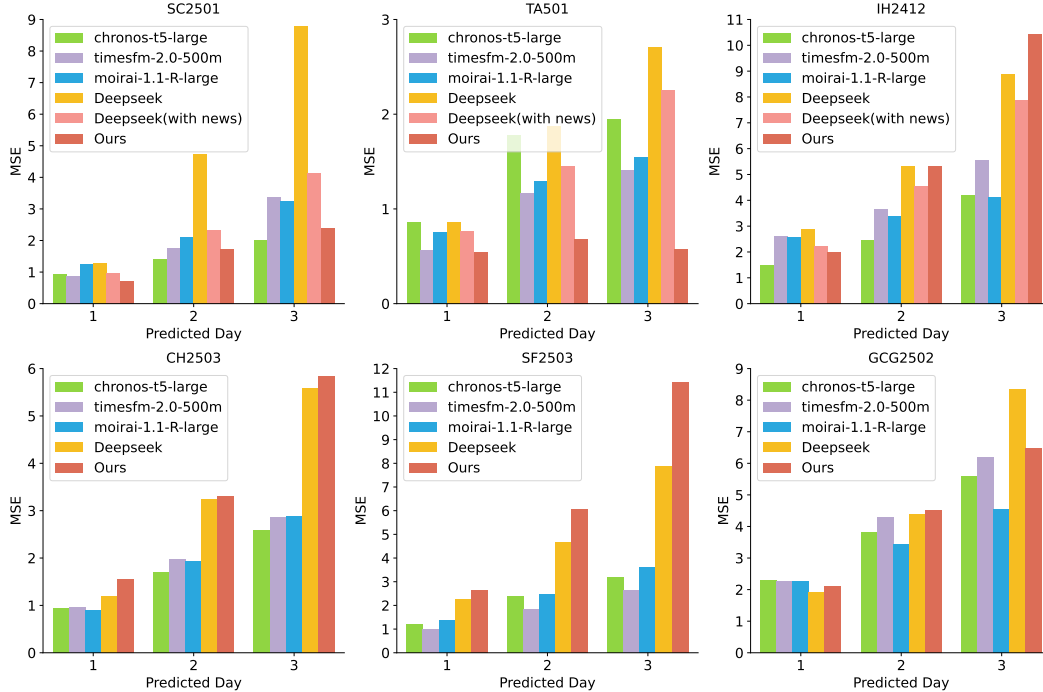 SC2501
9
8
7
6
5
4
3
2
1
0
MSE
chronos-t5-large
timesfm-2.0-500m
moirai-1.1-R-large
Deepseek
Deepseek(with news)
Ours
1 2 3
Predicted Day
TA501
3
2
1
0
MSE
chronos-t5-large
timesfm-2.0-500m
moirai-1.1-R-large
Deepseek
Deepseek(with news)
Ours
1 2 3
Predicted Day
IH2412
11
10
9
8
7
6
5
4
3
2
1
0
MSE
chronos-t5-large
timesfm-2.0-500m
moirai-1.1-R-large
Deepseek
Deepseek(with news)
Ours
1 2 3
Predicted Day
CH2503
6
5
4
3
2
1
0
MSE
chronos-t5-large
timesfm-2.0-500m
moirai-1.1-R-large
Deepseek
Ours
1 2 3
Predicted Day
SF2503
12
11
10
9
8
7
6
5
4
3
2
1
0
MSE
chronos-t5-large
timesfm-2.0-500m
moirai-1.1-R-large
Deepseek
Ours
1 2 3
Predicted Day
GCG2502
9
8
7
6
5
4
3
2
1
0
MSE
chronos-t5-large
timesfm-2.0-500m
moirai-1.1-R-large
Deepseek
Ours
1 2 3
Predicted Day